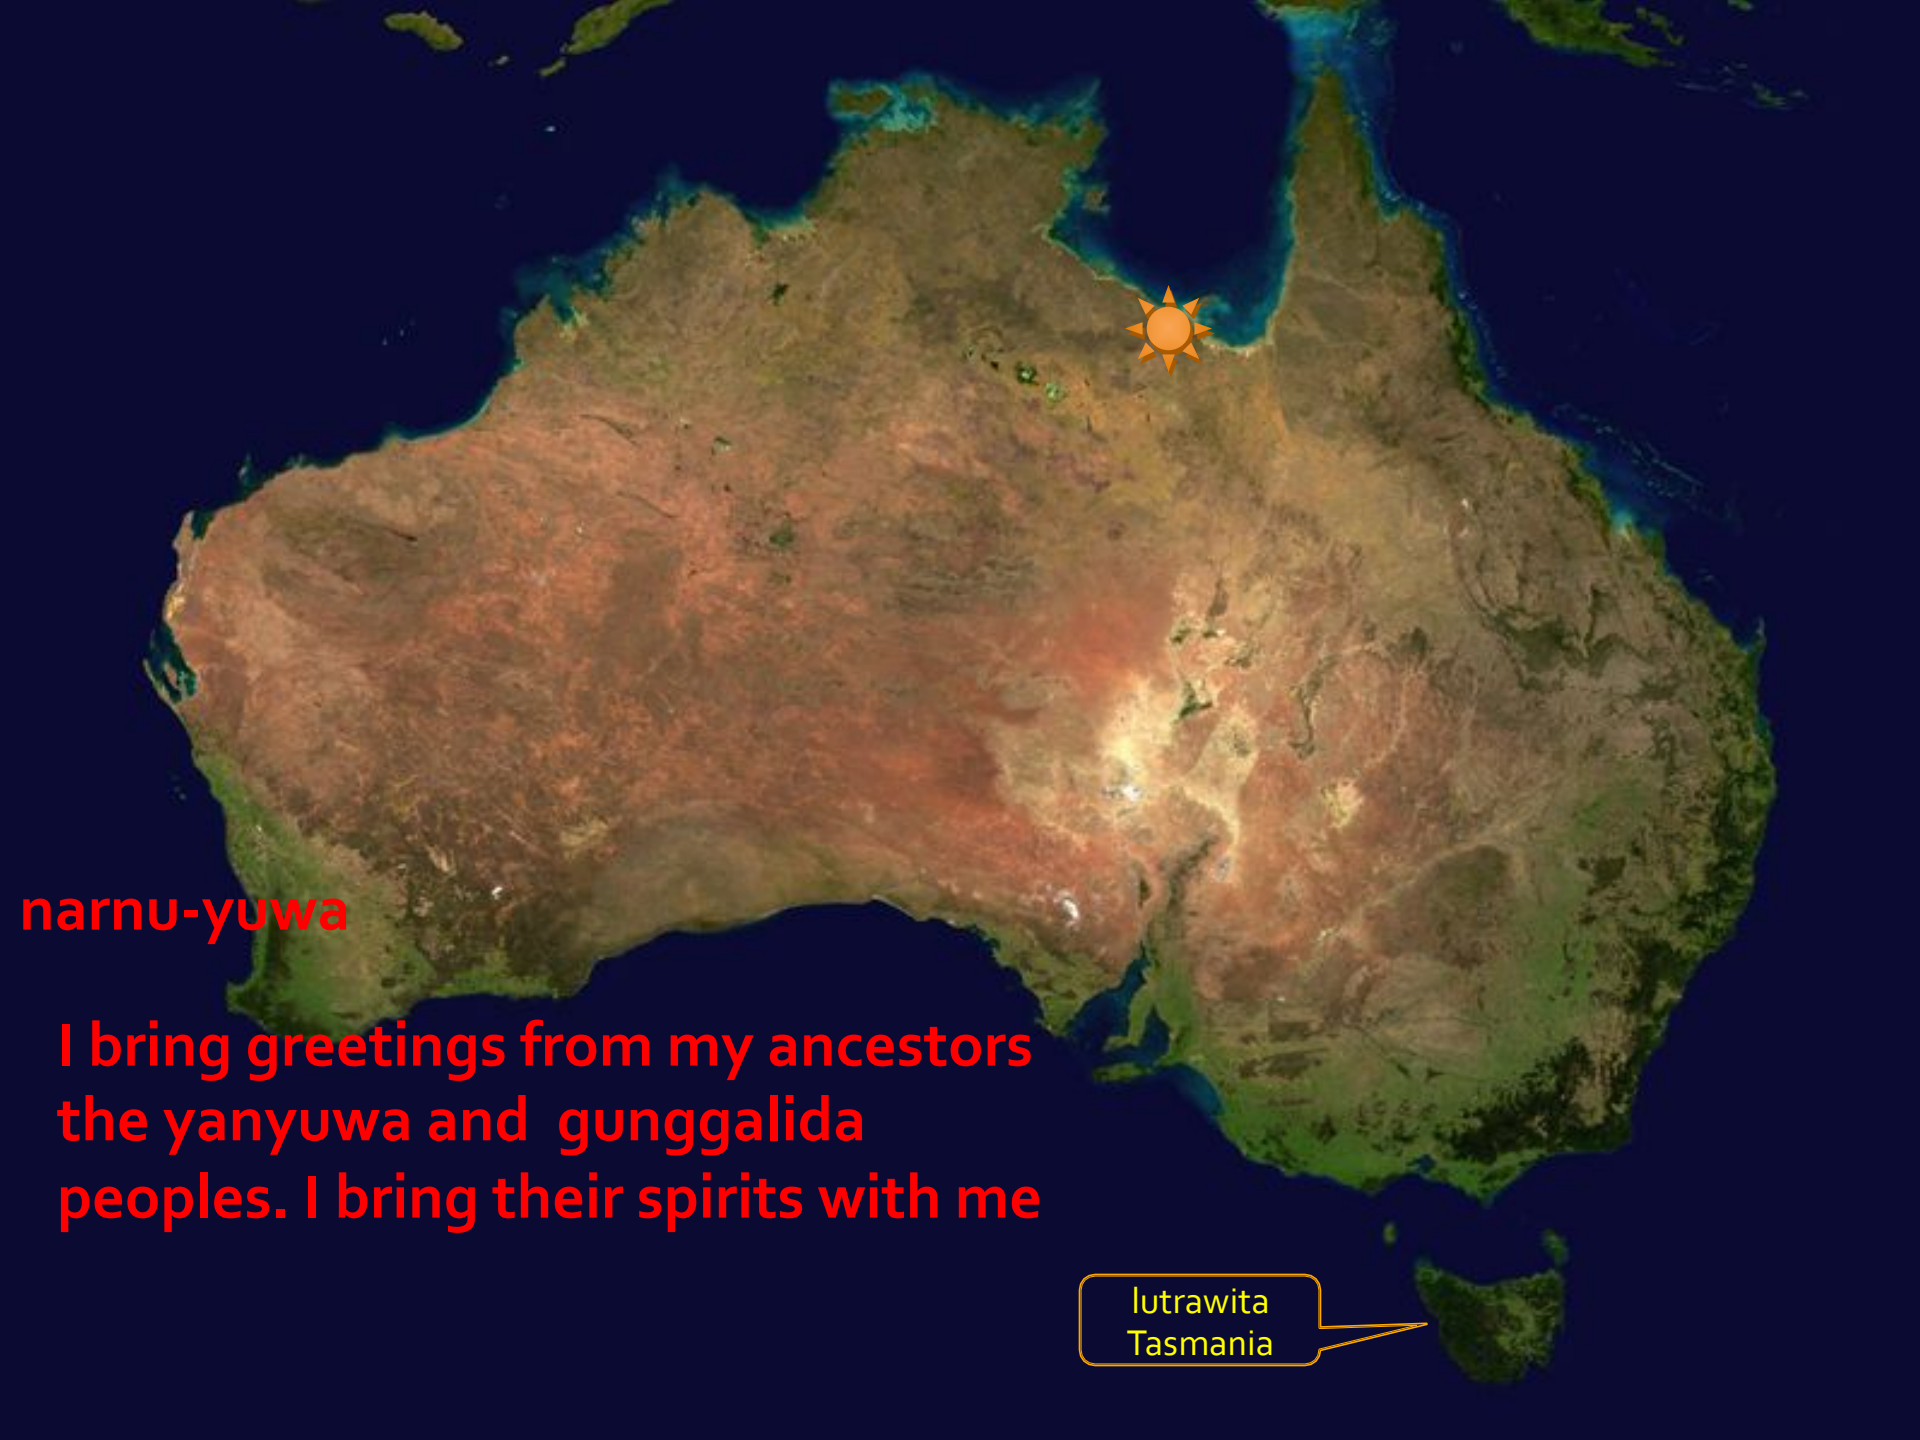 narnu-yuwa
I bring greetings from my ancestors
the yanyuwa and gunggalida
peoples. I bring their spirits with me
lutrawita
Tasmania